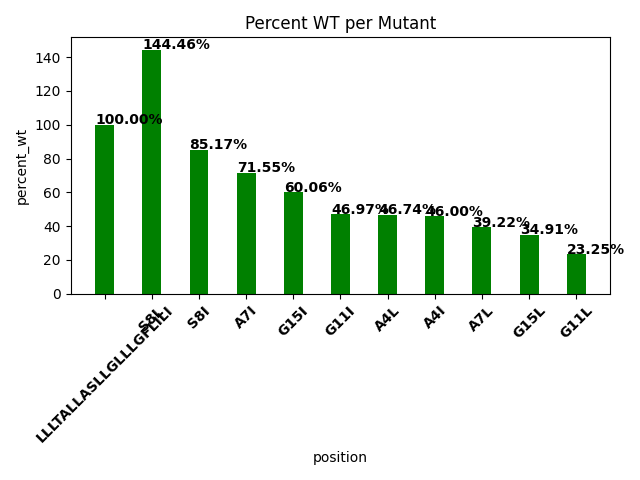 Percent WT per Mutant
percent_wt
140
120
100
80
60
40
20
0
100.00%
144.46%
85.17%
71.55%
60.06%
46.97%
46.74%
46.00%
39.22%
34.91%
23.25%
LLLTALLASLLGLLLGFLILI
S8L
S8I
A7I
G15I
G11I
A4L
A4I
A7L
G15L
G11L
position